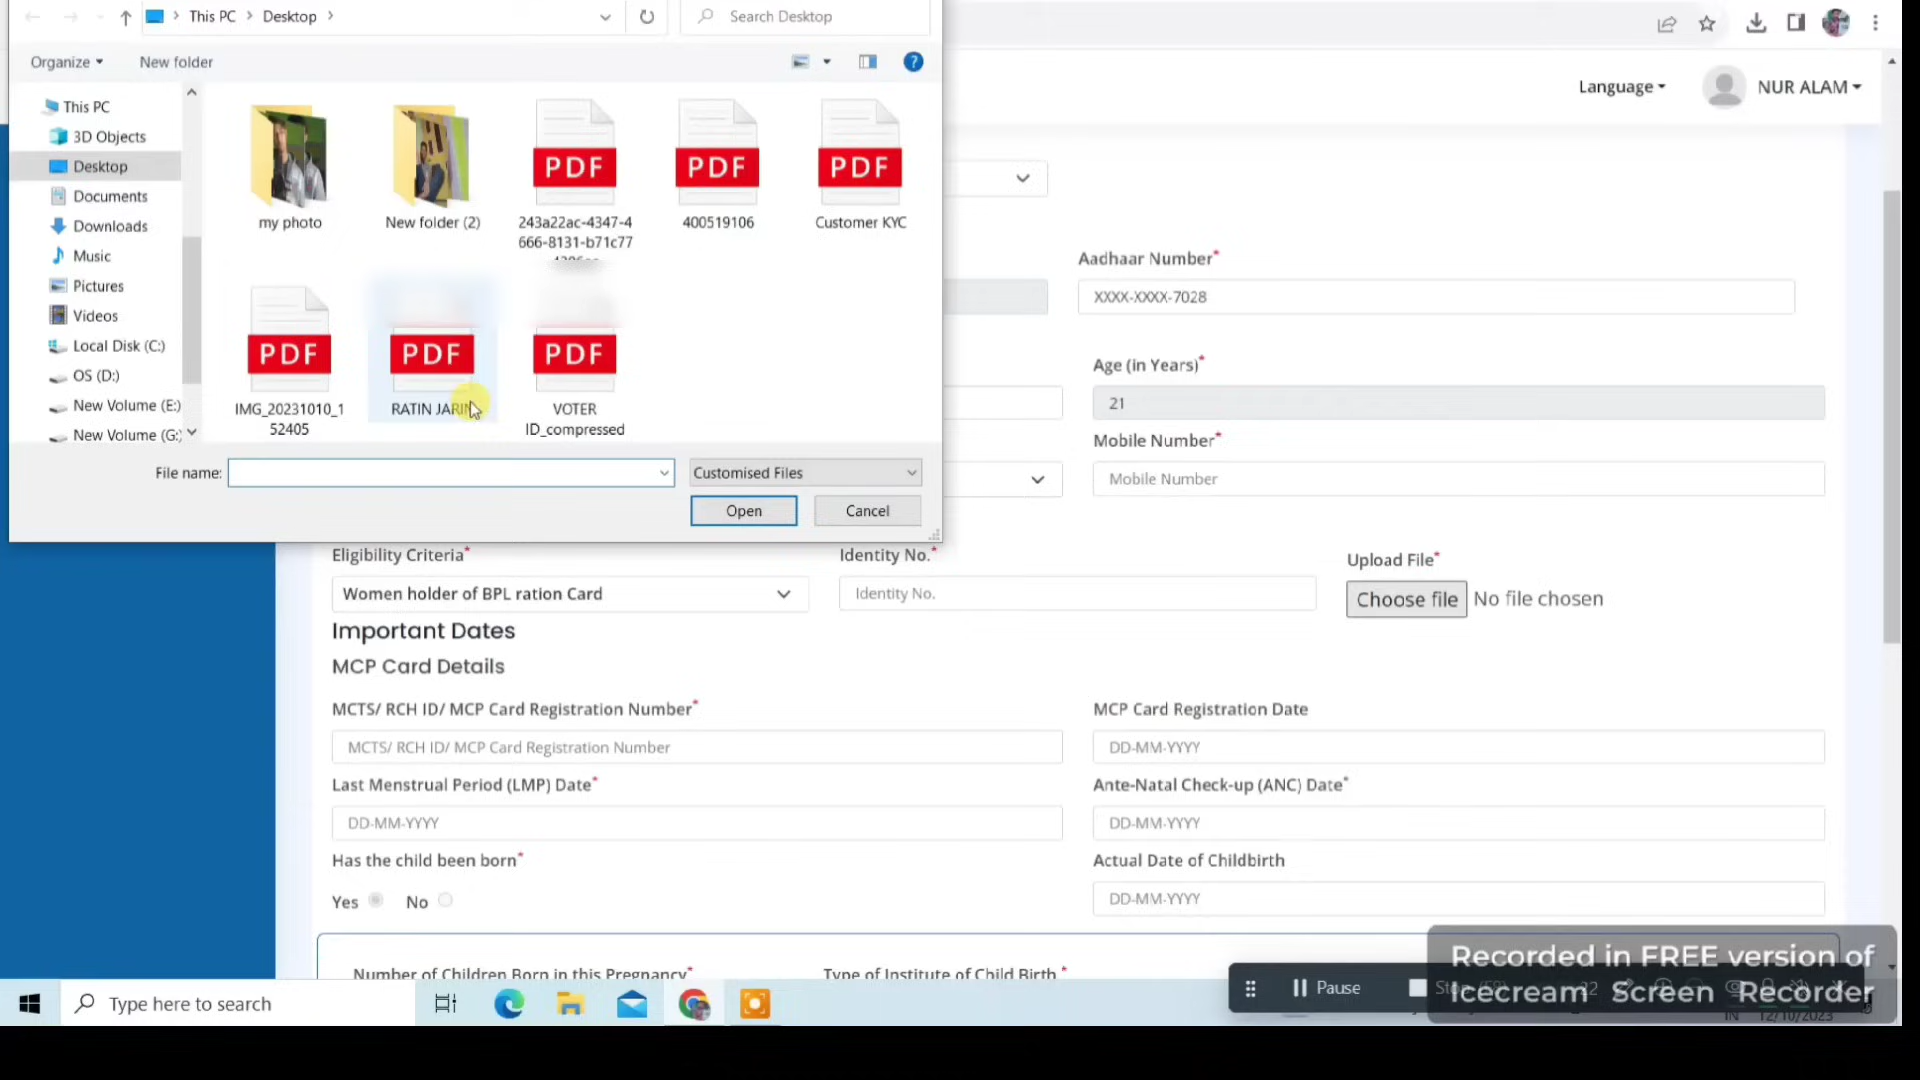 This PC
Desktop
Search Desktop
Organize
New folder
This PC
3D Objects
Desktop
Documents
Downloads
Music
Pictures
Videos
Local Disk (C:)
OS (D:)
New Volume (E:)
New Volume (G:)
PDF
PDF
PDF
my photo
New folder (2)
243a22ac-4347-4
666-8131-b71c77
400519106
Customer KYC
PDF
PDF
PDF
IMG_20231010_1
52405
RATIN JARIN
VOTER
ID_compressed
File name:
Customised Files
Open
Cancel
Language
NUR ALAM
Aadhaar Number*
XXXX-XXXX-7028
Age (in Years)*
21
Mobile Number*
Mobile Number
Eligibility Criteria*
Women holder of BPL ration Card
Identity No.*
Identity No.
Upload File*
Choose file No file chosen
Important Dates
MCP Card Details
MCTS/ RCH ID/ MCP Card Registration Number*
MCTS/ RCH ID/ MCP Card Registration Number
MCP Card Registration Date
DD-MM-YYYY
Last Menstrual Period (LMP) Date*
DD-MM-YYYY
Ante-Natal Check-up (ANC) Date*
DD-MM-YYYY
Has the child been born*
Yes No
Actual Date of Childbirth
DD-MM-YYYY
Number of Children Born in this Pregnancy*
Type of Institute of Child Birth *
Type here to search
Pause
Recorded in FREE version of
Icecream Screen Recorder
IN 12/10/2023